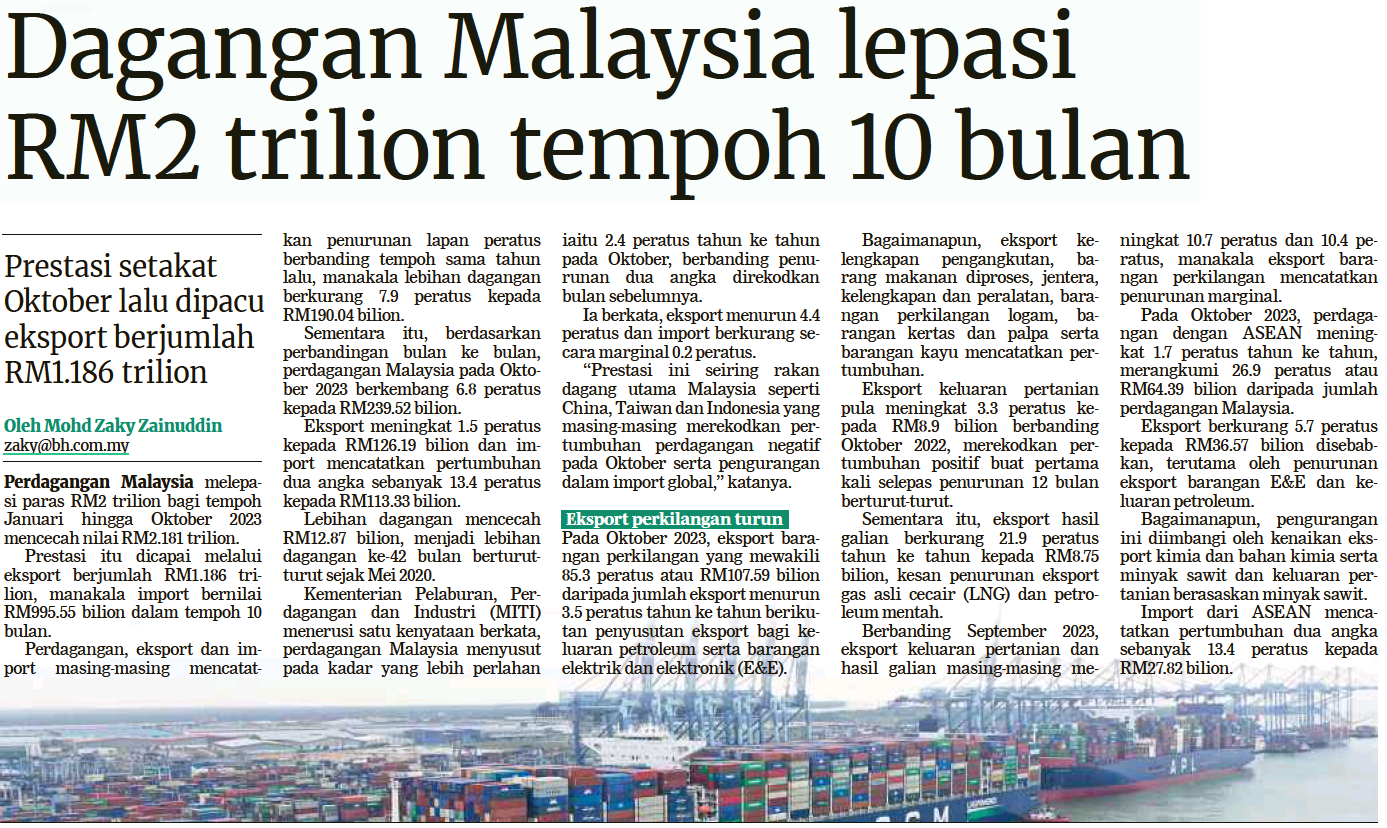 Dagangan Malaysia lepasi
RM2 trilion tempoh 10 bulan
Prestasi setakat
Oktober lalu dipacu
eksport berjumlah
RM1.186 trilion
Oleh Mohd Zaky Zainuddin
zaky@bh.com.my
Perdagangan Malaysia melepa-
si paras RM2 trilion bagi tempoh
Januari hingga Oktober 2023
mencecah nilai RM2.181 trilion.
Prestasi itu dicapai melalui
eksport berjumlah RM1.186 tri-
lion, manakala import bernilai
RM995.55 bilion dalam tempoh 10
bulan.
Perdagangan, eksport dan im-
port masing-masing mencatat-
kan penurunan lapan peratus
berbanding tempoh sama tahun
lalu, manakala lebihan dagangan
berkurang 7.9 peratus kepada
RM190.04 bilion.
Sementara itu, berdasarkan
perbandingan bulan ke bulan,
perdagangan Malaysia pada Okto-
ber 2023 berkembang 6.8 peratus
kepada RM239.52 bilion.
Eksport meningkat 1.5 peratus
kepada RM126.19 bilion dan im-
port mencatatkan pertumbuhan
dua angka sebanyak 13.4 peratus
kepada RM113.33 bilion.
Lebihan dagangan mencecah
RM12.87 bilion, menjadi lebihan
dagangan ke-42 bulan berturut-
turut sejak Mei 2020.
Kementerian Pelaburan, Per-
dagangan dan Industri (MITI)
menerusi satu kenyataan berkata,
perdagangan Malaysia menyusut
pada kadar yang lebih perlahan
iaitu 2.4 peratus tahun ke tahun
pada Oktober, berbanding penu-
runan dua angka direkodkan
bulan sebelumnya.
Ia berkata, eksport menurun 4.4
peratus dan import berkurang se-
cara marginal 0.2 peratus.
“Prestasi ini seiring rakan
dagang utama Malaysia seperti
China, Taiwan dan Indonesia yang
masing-masing merekodkan per-
tumbuhan perdagangan negatif
pada Oktober serta pengurangan
dalam import global,” katanya.
Eksport perkilangan turun
Pada Oktober 2023, eksport bara-
ngan perkilangan yang mewakili
85.3 peratus atau RM107.59 bilion
daripada jumlah eksport menurun
3.5 peratus tahun ke tahun beriku-
tan penyusutan eksport bagi ke-
luaran petroleum serta barangan
elektrik dan elektronik (E&E).
Bagaimanapun, eksport ke-
lengkapan pengangkutan, ba-
rang makanan diproses, jentera,
kelengkapan dan peralatan, bara-
ngan perkilangan logam, ba-
rangan kertas dan palpa serta
barangan kayu mencatatkan per-
tumbuhan.
Eksport keluaran pertanian
pula meningkat 3.3 peratus ke-
pada RM8.9 bilion berbanding
Oktober 2022, merekodkan per-
tumbuhan positif buat pertama
kali selepas penurunan 12 bulan
berturut-turut.
Sementara itu, eksport hasil
galian berkurang 21.9 peratus
tahun ke tahun kepada RM8.75
bilion, kesan penurunan eksport
gas asli cecair (LNG) dan petro-
leum mentah.
Berbanding September 2023,
eksport keluaran pertanian dan
hasil galian masing-masing me-
ningkat 10.7 peratus dan 10.4 pe-
ratus, manakala eksport bara-
ngan perkilangan mencatatkan
penurunan marginal.
Pada Oktober 2023, perdaga-
ngan dengan ASEAN mening-
kat 1.7 peratus tahun ke tahun,
merangkumi 26.9 peratus atau
RM64.39 bilion daripada jumlah
perdagangan Malaysia.
Eksport berkurang 5.7 peratus
kepada RM36.57 bilion disebab-
kan, terutama oleh penurunan
eksport barangan E&E dan ke-
luaran petroleum.
Bagaimanapun, pengurangan
ini diimbangi oleh kenaikan eks-
port kimia dan bahan kimia serta
minyak sawit dan keluaran per-
tanian berasaskan minyak sawit.
Import dari ASEAN menca-
tatkan pertumbuhan dua angka
sebanyak 13.4 peratus kepada
RM27.82 bilion.
APL